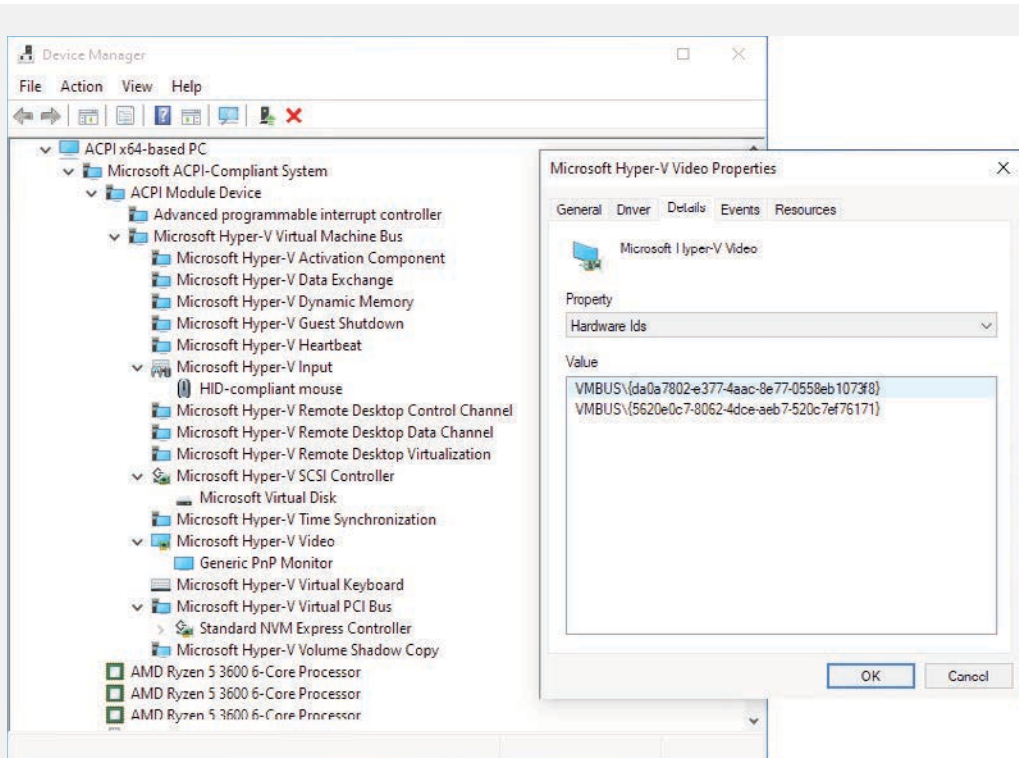 Device Manager
File Action View Help
ACPI x64-based PC
Microsoft ACPI-Compliant System
ACPI Module Device
Advanced programmable interrupt controller
Microsoft Hyper-V Virtual Machine Bus
Microsoft Hyper-V Activation Component
Microsoft Hyper-V Data Exchange
Microsoft Hyper-V Dynamic Memory
Microsoft Hyper-V Guest Shutdown
Microsoft Hyper-V Heartbeat
Microsoft Hyper-V Input
HID-compliant mouse
Microsoft Hyper-V Remote Desktop Control Channel
Microsoft Hyper-V Remote Desktop Data Channel
Microsoft Hyper-V Remote Desktop Virtualization
Microsoft Hyper-V SCSI Controller
Microsoft Virtual Disk
Microsoft Hyper-V Time Synchronization
Microsoft Hyper-V Video
Generic PnP Monitor
Microsoft Hyper-V Virtual Keyboard
Microsoft Hyper-V Virtual PCI Bus
Standard NVM Express Controller
Microsoft Hyper-V Volume Shadow Copy
AMD Ryzen 5 3600 6-Core Processor
AMD Ryzen 5 3600 6-Core Processor
AMD Ryzen 5 3600 6-Core Processor
Microsoft Hyper-V Video Properties
General Driver Details Events Resources
Microsoft Hyper-V Video
Property
Hardware Ids
Value
VMBUS\{da0a7802-e377-4aac-8e77-0558eb1073f8}
VMBUS\{5620e0c7-8062-4dce-aeb7-520c7ef76171}
OK Cancel